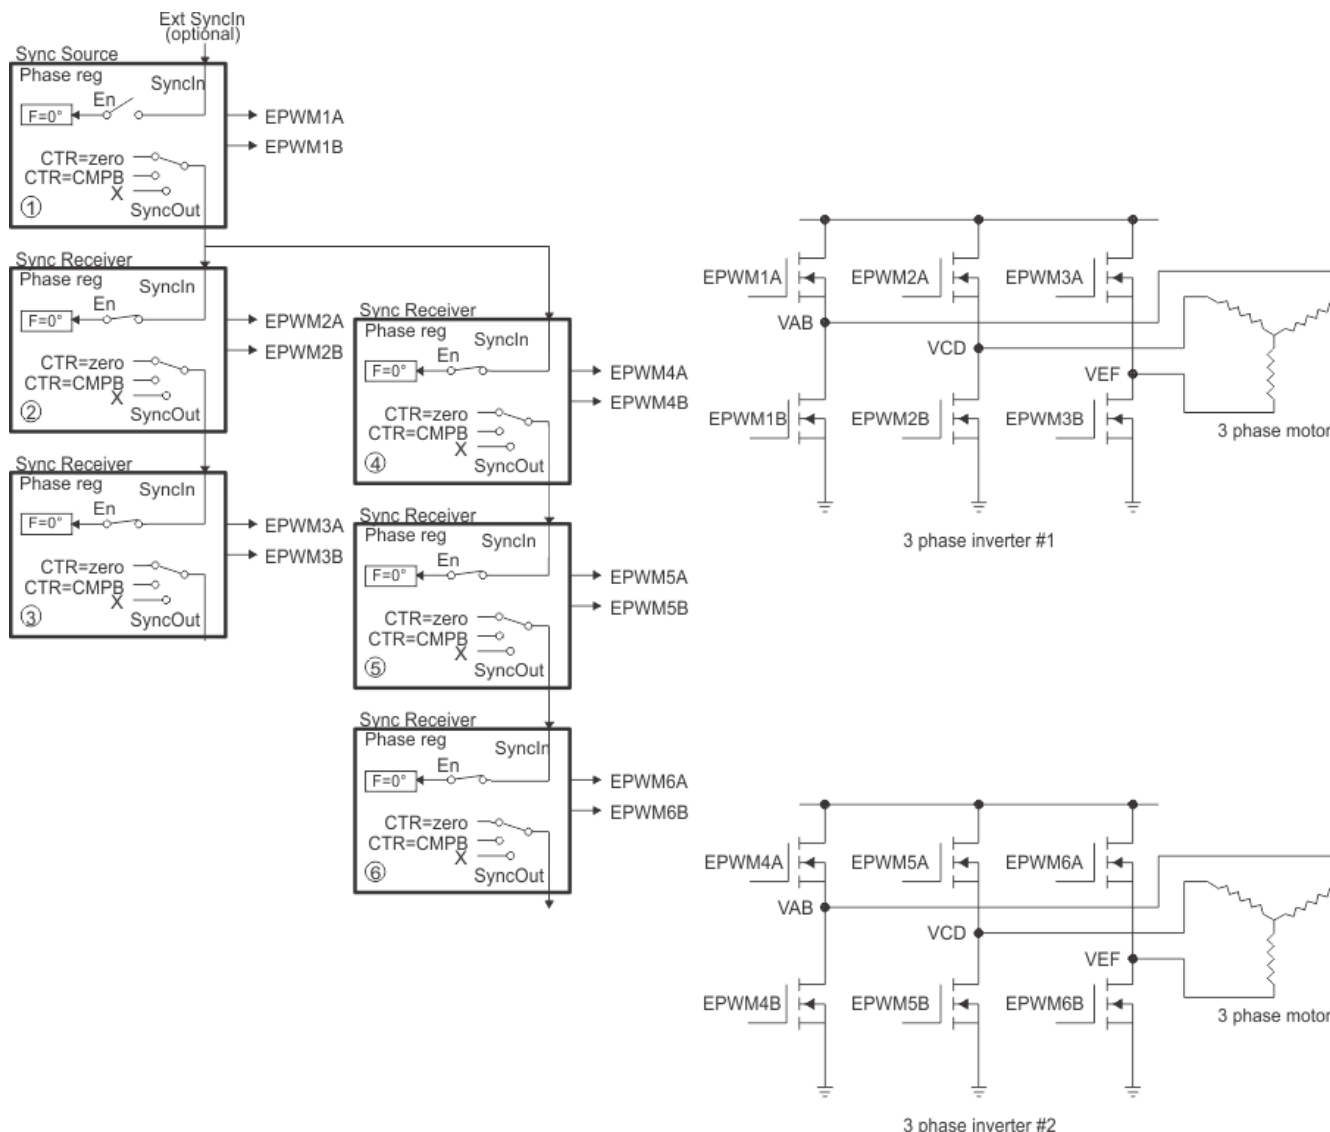 Ext SyncIn
(optional)
Sync Source
Phase reg
SyncIn
En
F=0°
EPWM1A
EPWM1B
CTR=zero
CTR=CMPB
X
SyncOut
1
Sync Receiver
Phase reg
SyncIn
En
F=0°
EPWM2A
EPWM2B
CTR=zero
CTR=CMPB
X
SyncOut
2
Sync Receiver
Phase reg
SyncIn
En
F=0°
EPWM3A
EPWM3B
CTR=zero
CTR=CMPB
X
SyncOut
3
Sync Receiver
Phase reg
SyncIn
En
F=0°
EPWM4A
EPWM4B
CTR=zero
CTR=CMPB
X
SyncOut
4
Sync Receiver
Phase reg
SyncIn
En
F=0°
EPWM5A
EPWM5B
CTR=zero
CTR=CMPB
X
SyncOut
5
Sync Receiver
Phase reg
SyncIn
En
F=0°
EPWM6A
EPWM6B
CTR=zero
CTR=CMPB
X
SyncOut
6
EPWM1A
EPWM2A
EPWM3A
VAB
VCD
VEF
EPWM1B
EPWM2B
EPWM3B
3 phase motor
3 phase inverter #1
EPWM4A
EPWM5A
EPWM6A
VAB
VCD
VEF
EPWM4B
EPWM5B
EPWM6B
3 phase motor
3 phase inverter #2